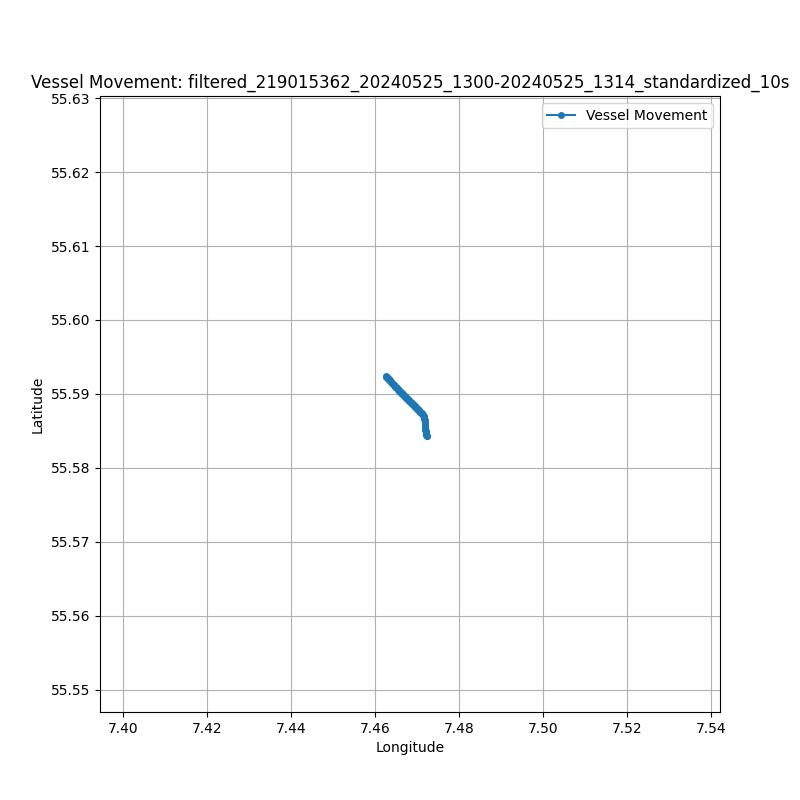 Vessel Movement: filtered_219015362_20240525_1300-20240525_1314_standardized_10s
Vessel Movement
55.63
55.62
55.61
55.60
55.59
55.58
55.57
55.56
55.55
Latitude
7.40 7.42 7.44 7.46 7.48 7.50 7.52 7.54
Longitude